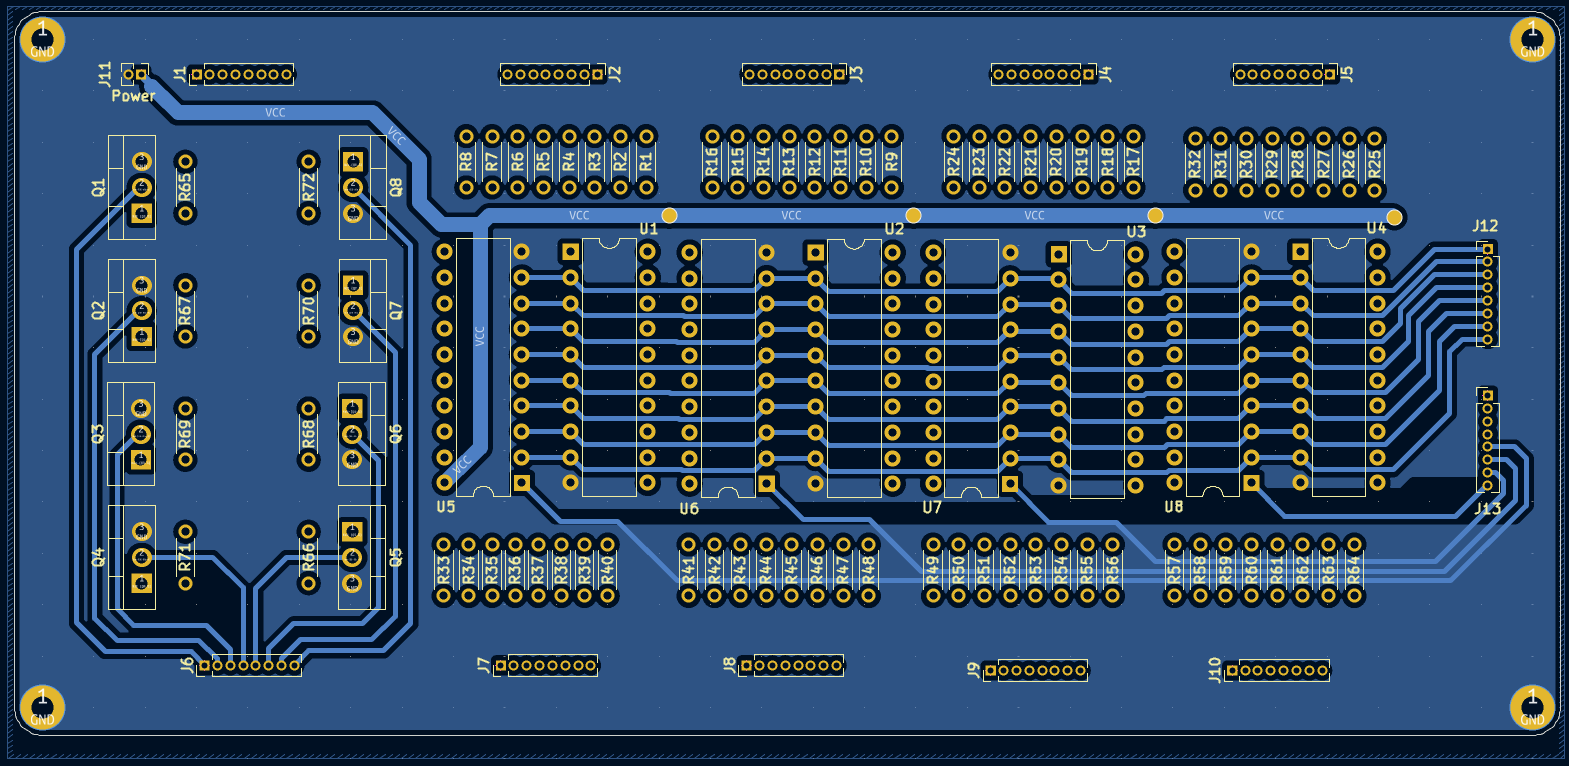 1
GND
1
GND
J11
J1
J2
J3
J4
J5
Power
VCC
VCC
R8 R7 R6 R5 R4 R3 R2 R1
R16 R15 R14 R13 R12 R11 R10 R9
R24 R23 R22 R21 R20 R19 R18 R17
R32 R31 R30 R29 R28 R27 R26 R25
Q1 R65 R72 Q8
VCC VCC VCC VCC
U1 U2 U3 U4
J12
Q2 R67 R70 Q7
VCC
Q3 R69 R68 Q6
VCC
U5 U6 U7 U8
J13
Q4 R71 R66 Q5
R33 R34 R35 R36 R37 R38 R39 R40
R41 R42 R43 R44 R45 R46 R47 R48
R49 R50 R51 R52 R53 R54 R55 R56
R57 R58 R59 R60 R61 R62 R63 R64
J6
J7
J8
J9
J10
1
GND
1
GND